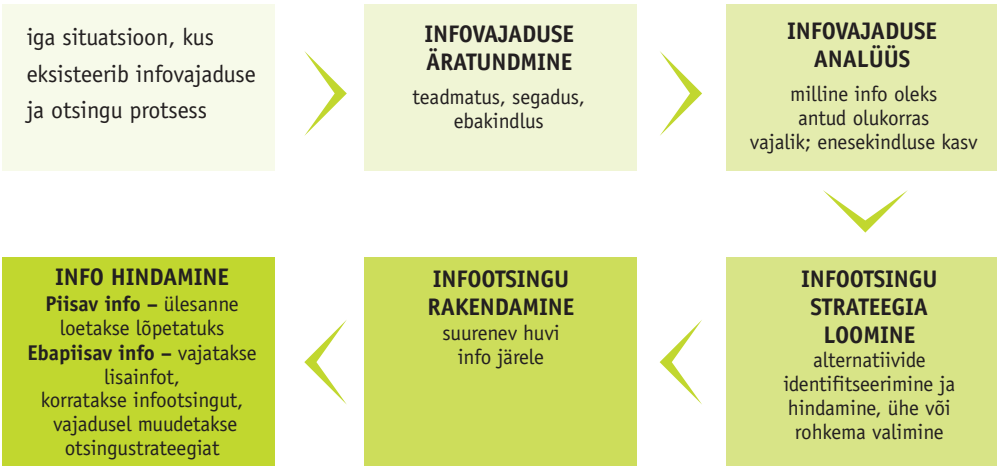 iga situatsioon, kus
eksisteerib infovajaduse
ja otsingu protsess
INFOVAJADUSE
ÄRATUNDMINE
teadmatus, segadus,
ebakindlus
INFOVAJADUSE
ANALÜÜS
milline info oleks
antud olukorras
vajalik; enesekindluse kasv
INFOOTSINGU
STRATEEGIA
LOOMINE
alternatiivide
identifitseerimine ja
hindamine, ühe või
rohkema valimine
INFOOTSINGU
RAKENDAMINE
suurenev huvi
info järele
INFO HINDAMINE
Piisav info – ülesanne
loetakse lõpetatuks
Ebapiisav info – vajatakse
lisainfot,
korratakse infootsingut,
vajadusel muudetakse
otsingustrateegiat